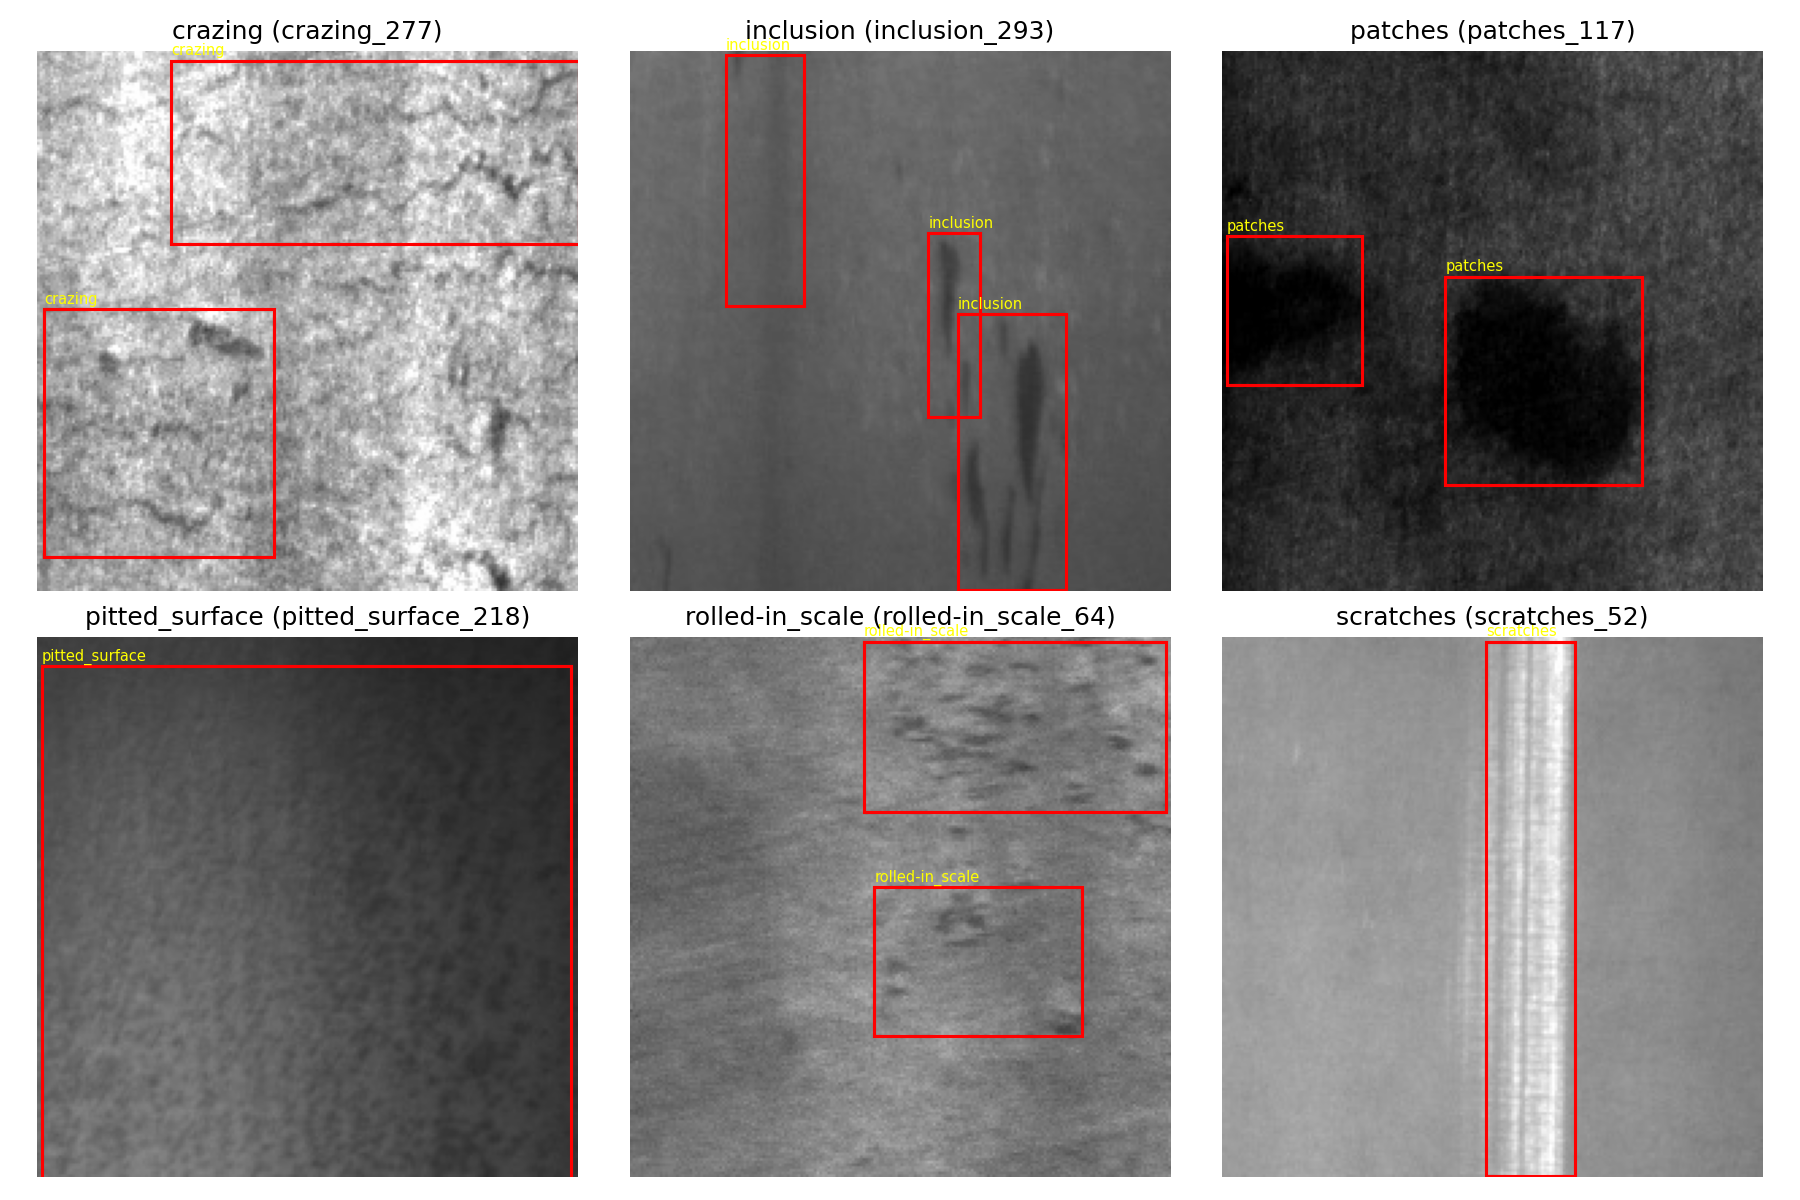 crazing (crazing_277)
inclusion (inclusion_293)
patches (patches_117)
crazing
inclusion
inclusion
patches
patches
crazing
inclusion
pitted_surface (pitted_surface_218)
rolled-in_scale (rolled-in_scale_64)
scratches (scratches_52)
rolled-in_scale
scratches
pitted_surface
rolled-in_scale